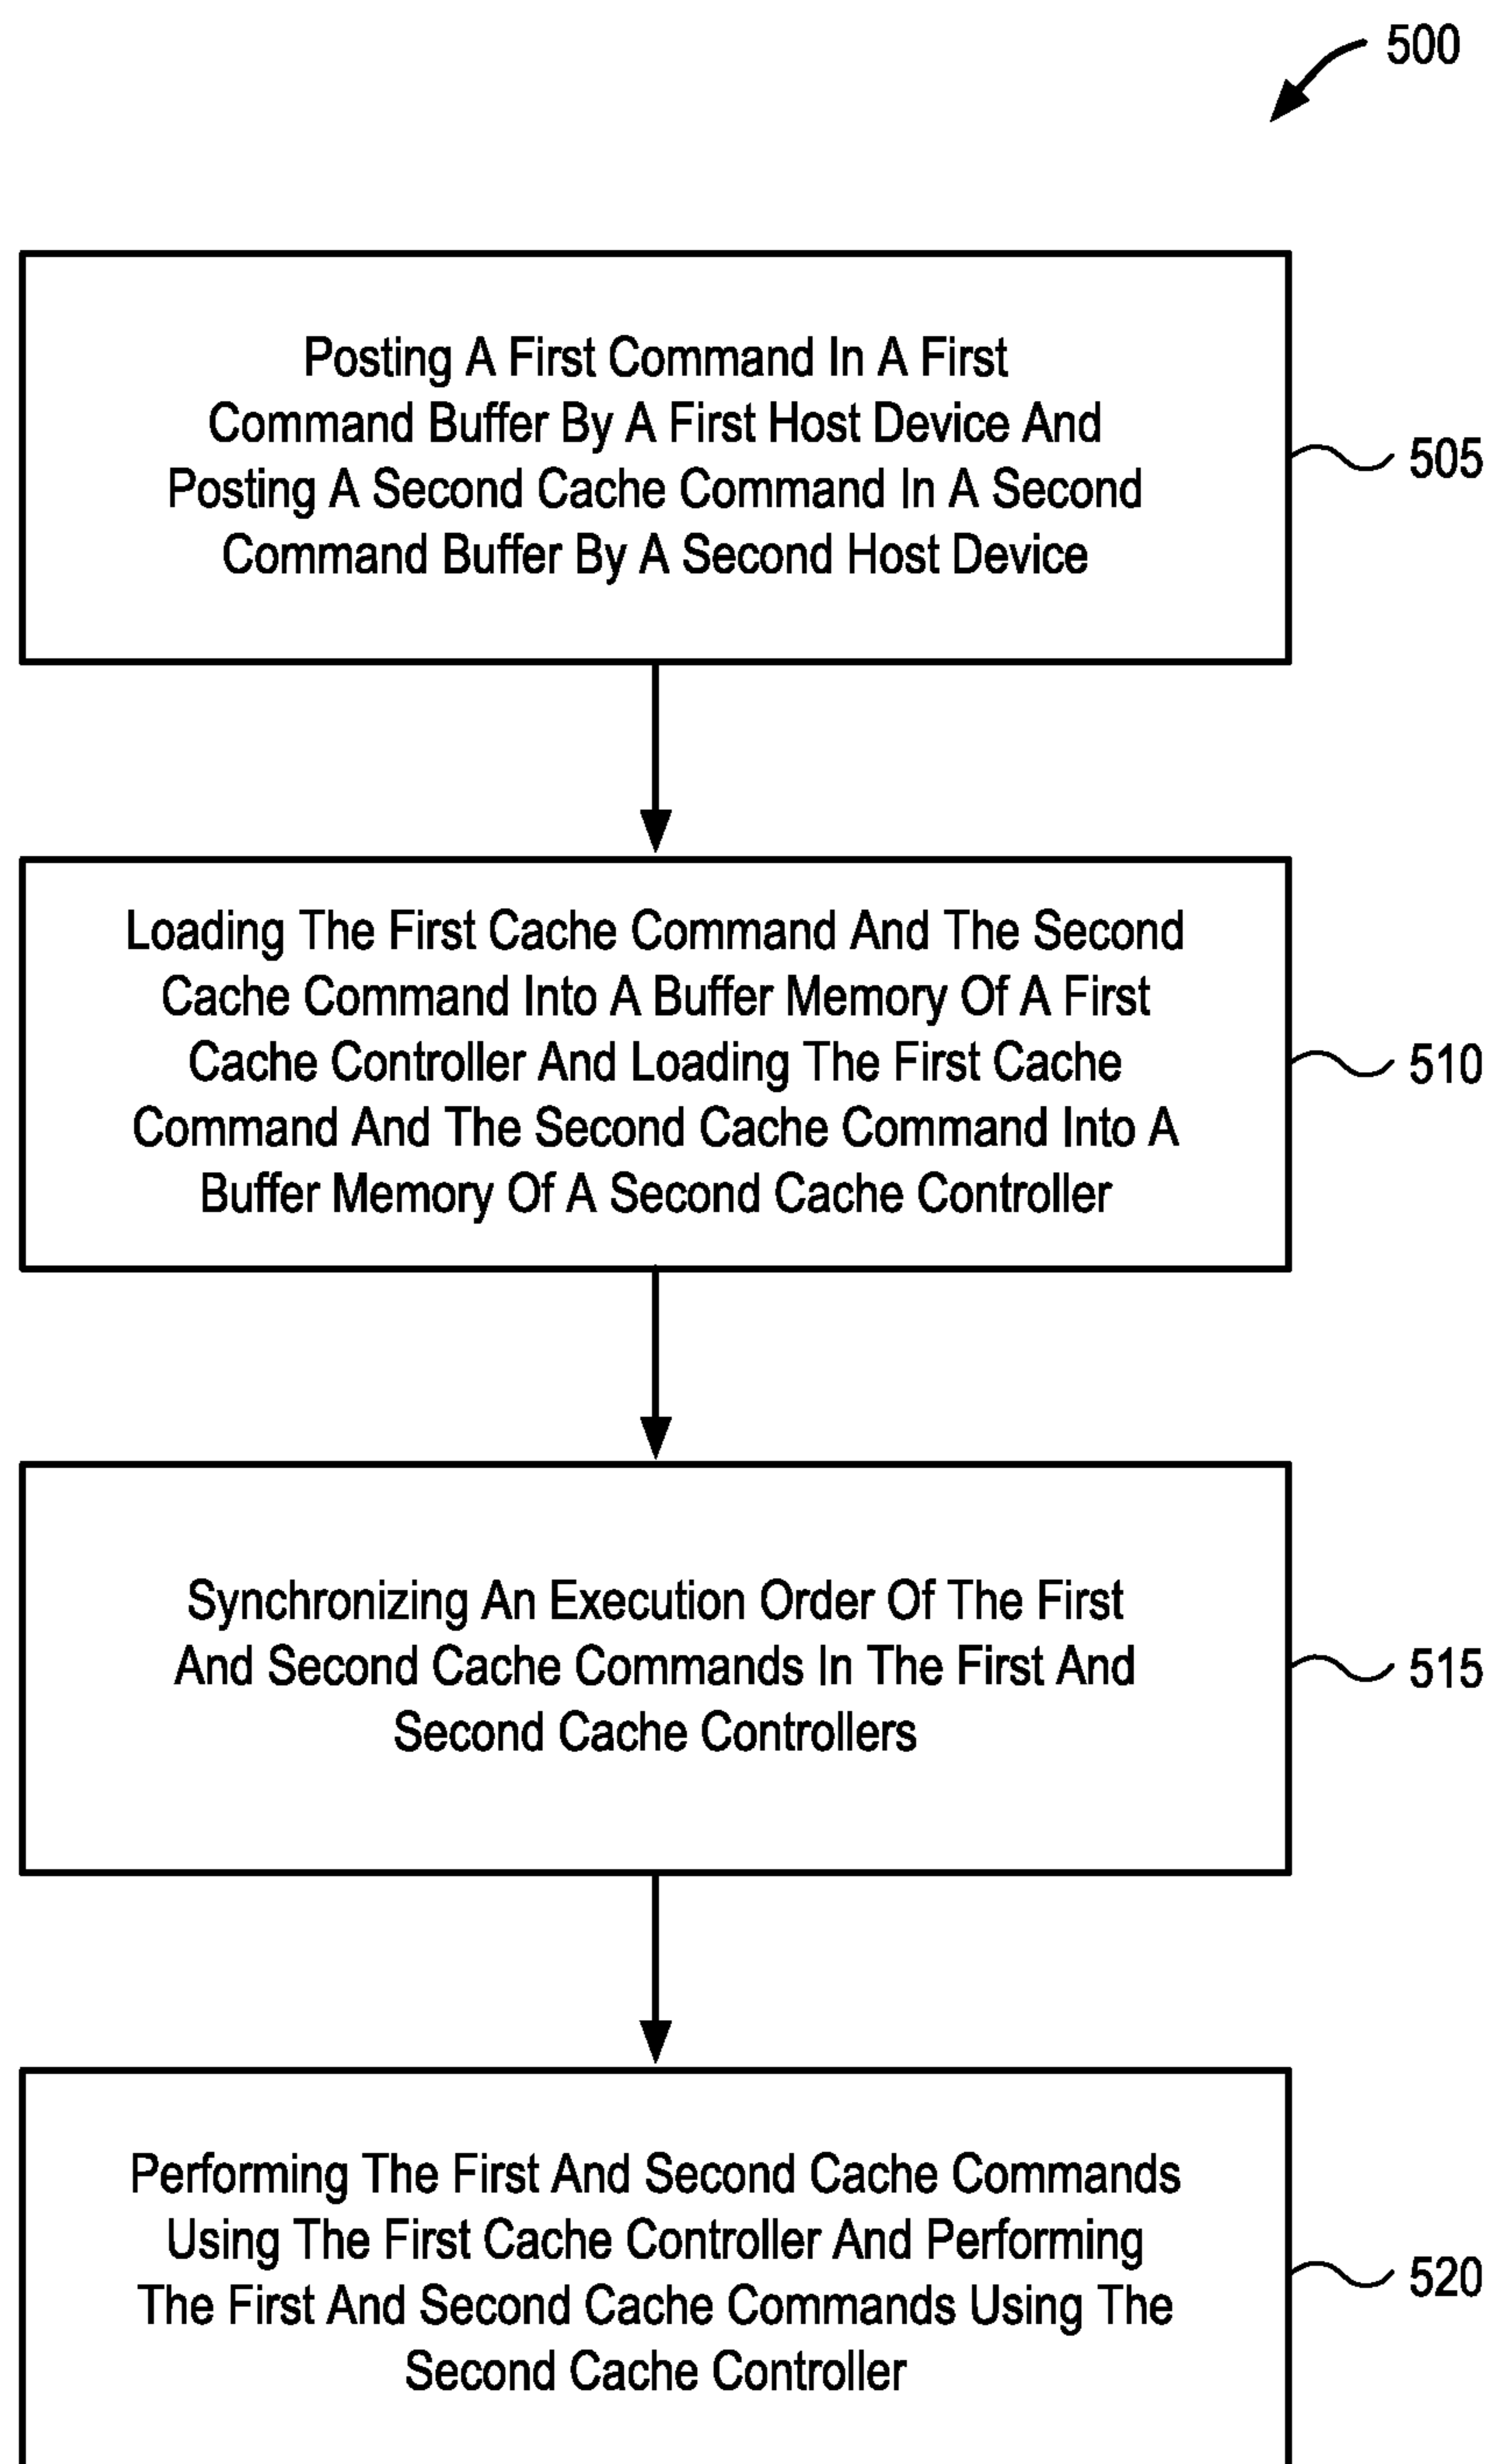 500
Posting A First Command In A First
Command Buffer By A First Host Device And
Posting A Second Cache Command In A Second
Command Buffer By A Second Host Device
505
Loading The First Cache Command And The Second
Cache Command Into A Buffer Memory Of A First
Cache Controller And Loading The First Cache
Command And The Second Cache Command Into A
Buffer Memory Of A Second Cache Controller
510
Synchronizing An Execution Order Of The First
And Second Cache Commands In The First And
Second Cache Controllers
515
Performing The First And Second Cache Commands
Using The First Cache Controller And Performing
The First And Second Cache Commands Using The
Second Cache Controller
520